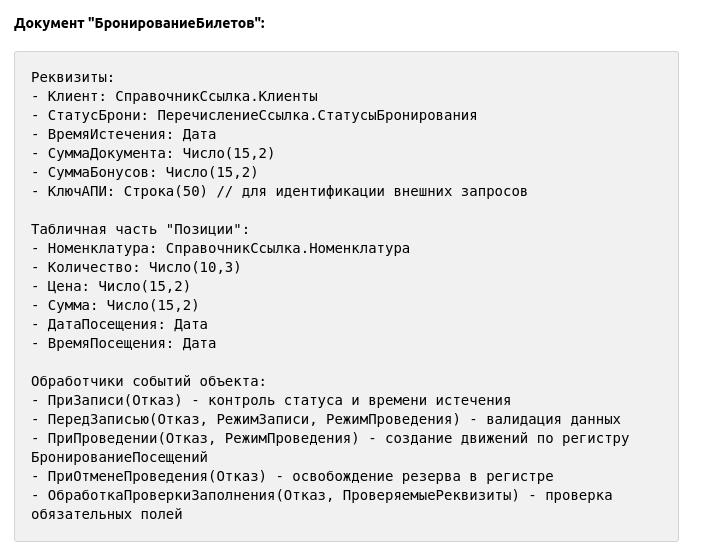 Документ "БронированиеБилетов":
Реквизиты:
- Клиент: СправочникСсылка.Клиенты
- СтатусБрони: ПеречислениеСсылка.СтатусыБронирования
- ВремяИстечения: Дата
- СуммаДокумента: Число(15,2)
- СуммаБонусов: Число(15,2)
- КлючАПИ: Строка(50) // для идентификации внешних запросов
Табличная часть "Позиции":
- Номенклатура: СправочникСсылка.Номенклатура
- Количество: Число(10,3)
- Цена: Число(15,2)
- Сумма: Число(15,2)
- ДатаПосещения: Дата
- ВремяПосещения: Дата
Обработчики событий объекта:
- ПриЗаписи(Отказ) - контроль статуса и времени истечения
- ПередЗаписью(Отказ, РежимЗаписи, РежимПроведения) - валидация данных
- ПриПроведении(Отказ, РежимПроведения) - создание движений по регистру
БронированиеПосещений
- ПриОтменеПроведения(Отказ) - освобождение резерва в регистре
- ОбработкаПроверкиЗаполнения(Отказ, ПроверяемыеРеквизиты) - проверка
обязательных полей